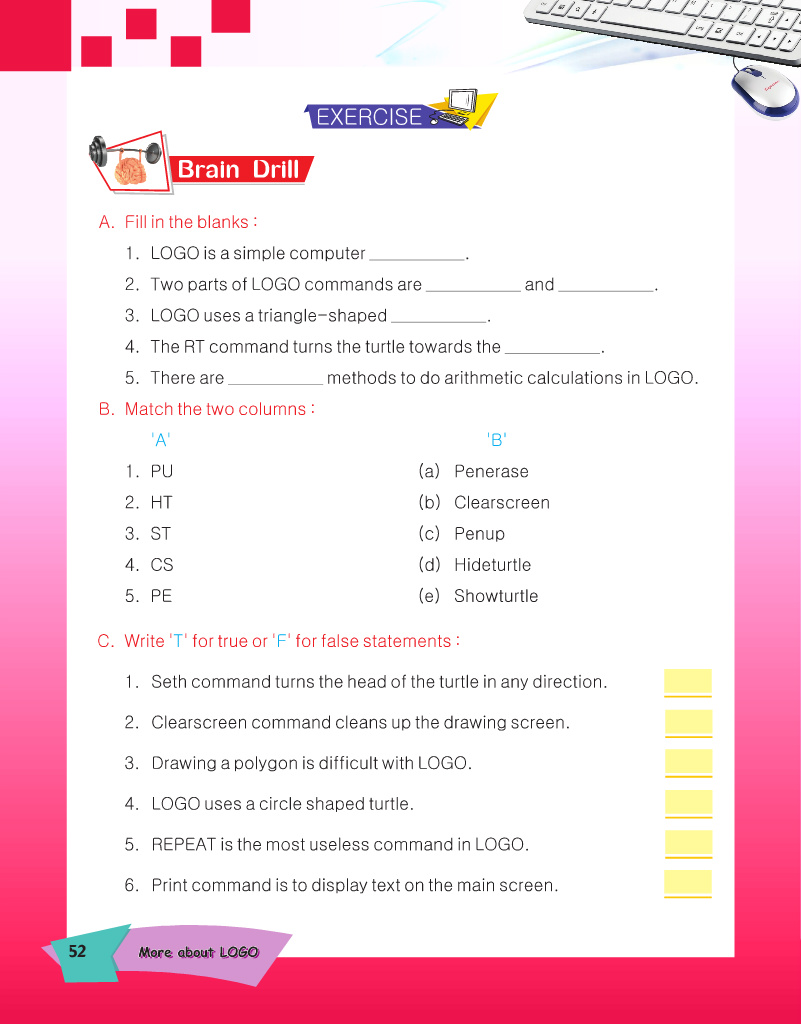 EXERCISE
Brain Drill
A. Fill in the blanks :
1. LOGO is a simple computer ___________.
2. Two parts of LOGO commands are ___________ and ___________.
3. LOGO uses a triangle-shaped ___________.
4. The RT command turns the turtle towards the ___________.
5. There are ___________ methods to do arithmetic calculations in LOGO.
B. Match the two columns :
'A' 'B'
1. PU (a) Penerase
2. HT (b) Clearscreen
3. ST (c) Penup
4. CS (d) Hideturtle
5. PE (e) Showturtle
C. Write 'T' for true or 'F' for false statements :
1. Seth command turns the head of the turtle in any direction.
2. Clearscreen command cleans up the drawing screen.
3. Drawing a polygon is difficult with LOGO.
4. LOGO uses a circle shaped turtle.
5. REPEAT is the most useless command in LOGO.
6. Print command is to display text on the main screen.
52 More about LOGO